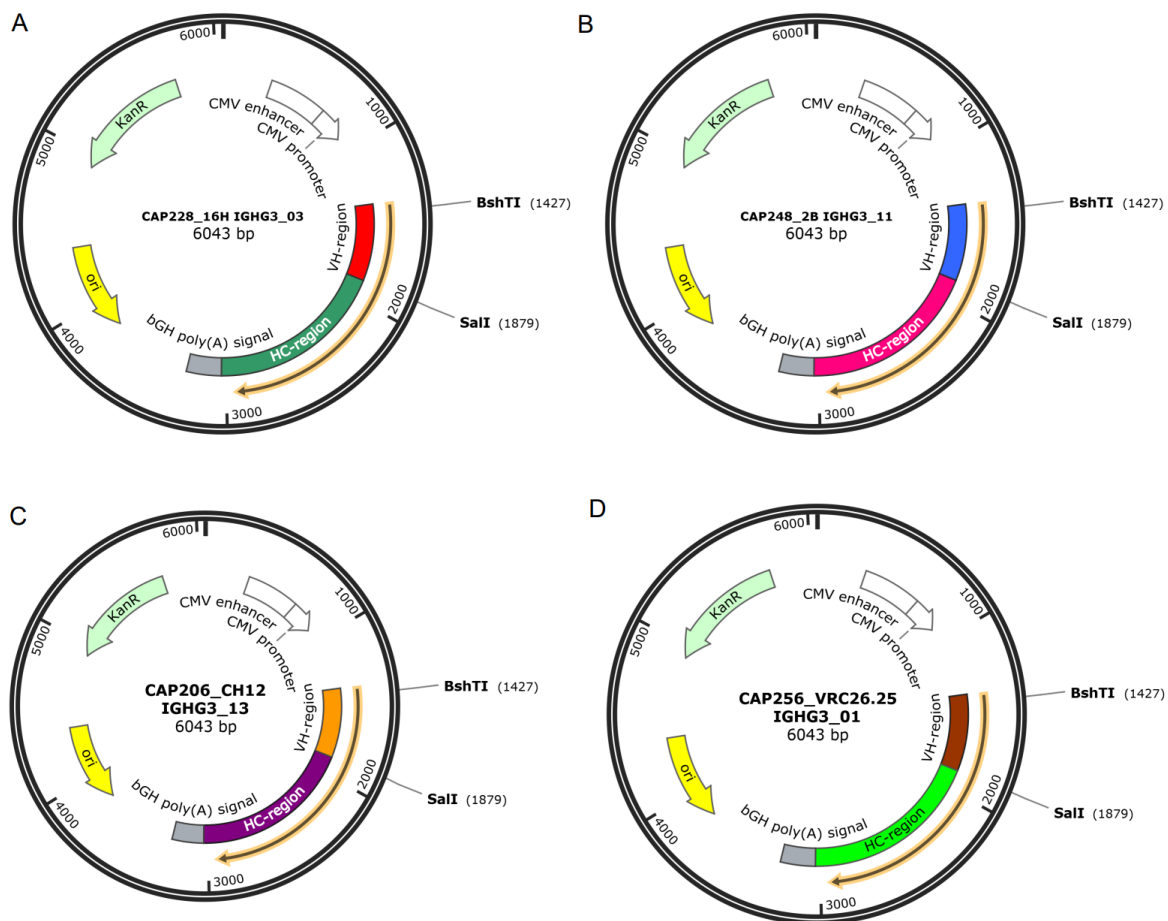 A
6000
1000
KanR
CMV enhancer
CMV promoter
5000
CAP228_16H IGHG3_03
6043 bp
BshTI (1427)
VH-region
ori
2000
SalI (1879)
bGH poly(A) signal
HC-region
4000
3000
B
6000
1000
KanR
CMV enhancer
CMV promoter
5000
CAP248_2B IGHG3_11
6043 bp
BshTI (1427)
VH-region
ori
2000
SalI (1879)
bGH poly(A) signal
HC-region
4000
3000
C
6000
1000
KanR
CMV enhancer
CMV promoter
5000
CAP206_CH12
IGHG3_13
6043 bp
BshTI (1427)
VH-region
ori
2000
SalI (1879)
bGH poly(A) signal
HC-region
4000
3000
D
6000
1000
KanR
CMV enhancer
CMV promoter
5000
CAP256_VRC26.25
IGHG3_01
6043 bp
BshTI (1427)
VH-region
ori
2000
SalI (1879)
bGH poly(A) signal
HC-region
4000
3000